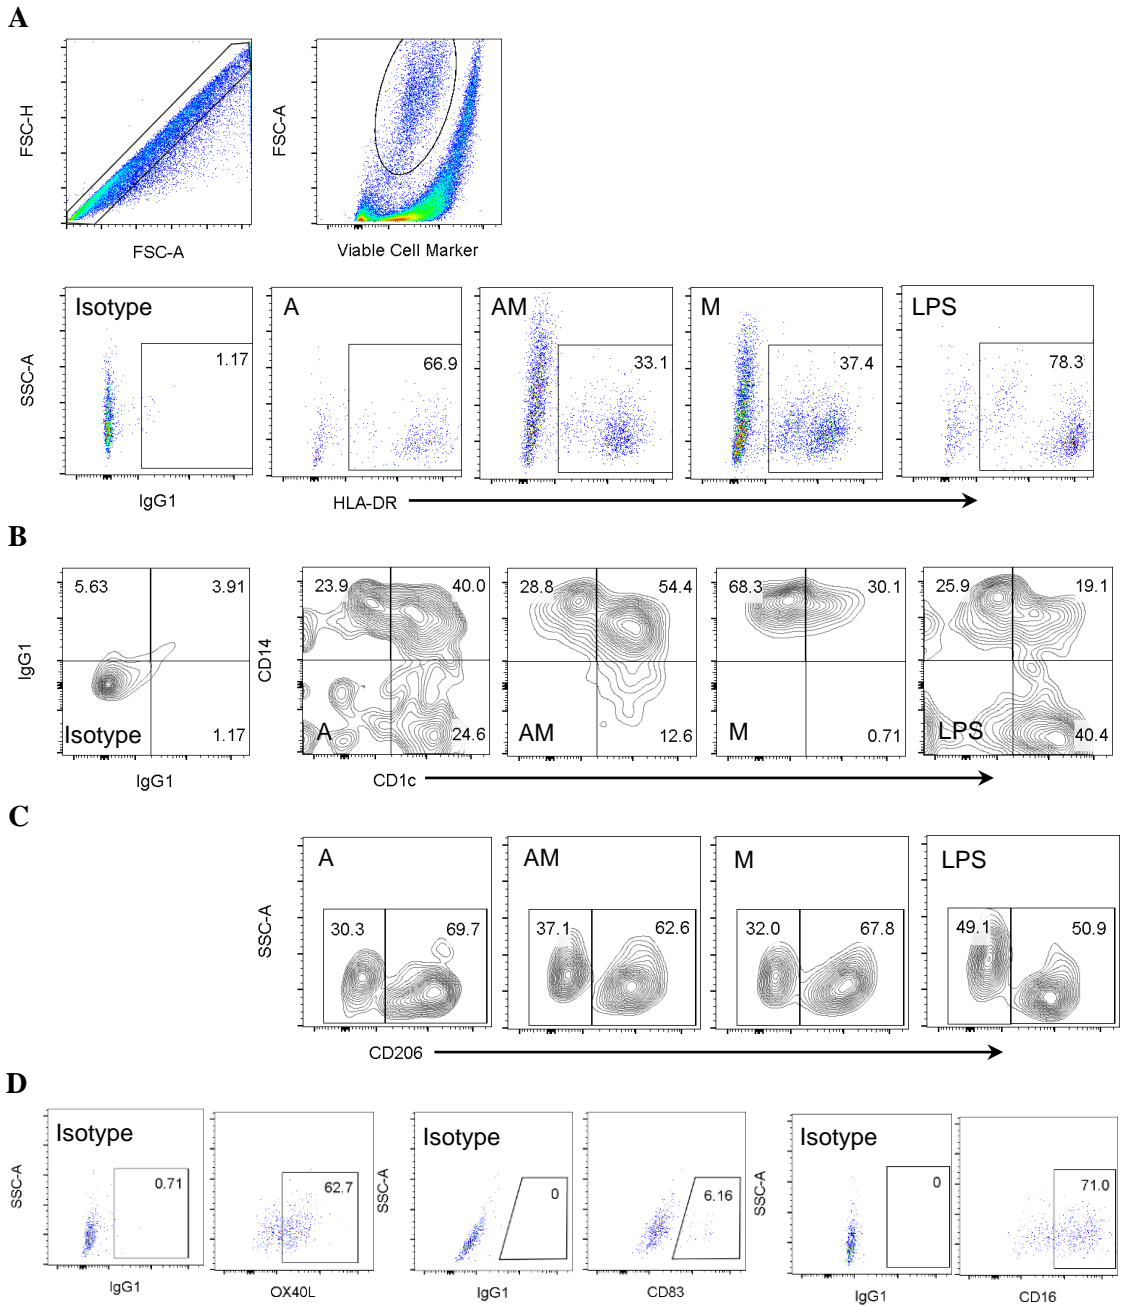 A
FSC-H
FSC-A
FSC-A
Viable Cell Marker
Isotype
1.17
A
66.9
AM
33.1
M
37.4
LPS
78.3
SSC-A
IgG1
HLA-DR
B
5.63
3.91
23.9
40.0
28.8
54.4
68.3
30.1
25.9
19.1
IgG1
CD14
Isotype
1.17
A
24.6
AM
12.6
M
0.71
LPS
40.4
IgG1
CD1c
C
A
AM
M
LPS
SSC-A
30.3
69.7
37.1
62.6
32.0
67.8
49.1
50.9
CD206
D
Isotype
Isotype
Isotype
SSC-A
0.71
62.7
SSC-A
0
6.16
SSC-A
0
71.0
IgG1
OX40L
IgG1
CD83
IgG1
CD16